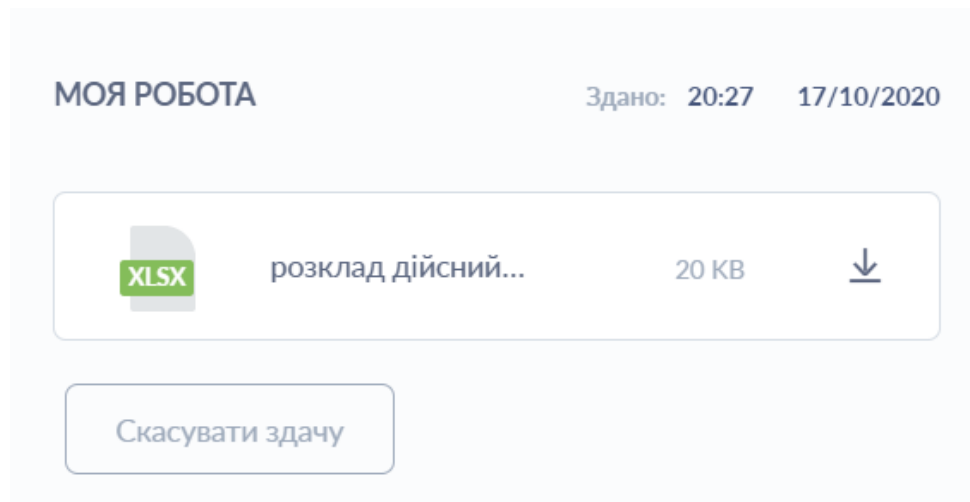 МОЯ РОБОТА Здано: 20:27 17/10/2020
XLSX розклад дійсний... 20 KB
Скасувати здачу